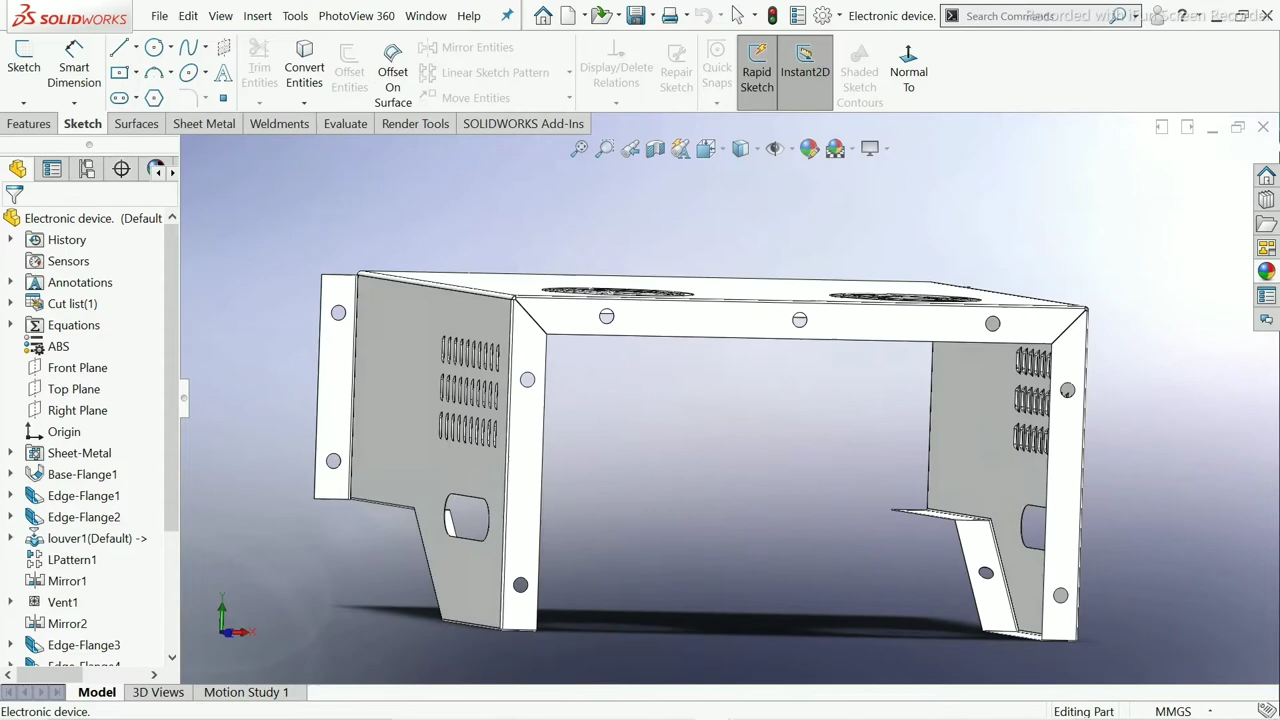 SOLIDWORKS
File Edit View Insert Tools PhotoView 360 Window Help
Electronic device.
Search Commands
Sketch
Smart Dimension
Trim Entities
Convert Entities
Offset Entities
Offset On Surface
Mirror Entities
Linear Sketch Pattern
Move Entities
Display/Delete Relations
Repair Sketch
Quick Snaps
Rapid Sketch
Instant2D
Shaded Sketch Contours
Normal To
Features Sketch Surfaces Sheet Metal Weldments Evaluate Render Tools SOLIDWORKS Add-Ins
Electronic device. (Default
History
Sensors
Annotations
Cut list(1)
Equations
ABS
Front Plane
Top Plane
Right Plane
Origin
Sheet-Metal
Base-Flange1
Edge-Flange1
Edge-Flange2
louver1(Default) ->
LPattern1
Mirror1
Vent1
Mirror2
Edge-Flange3
Edge-Flange4
Y
X
Model 3D Views Motion Study 1
Electronic device.
Editing Part
MMGS